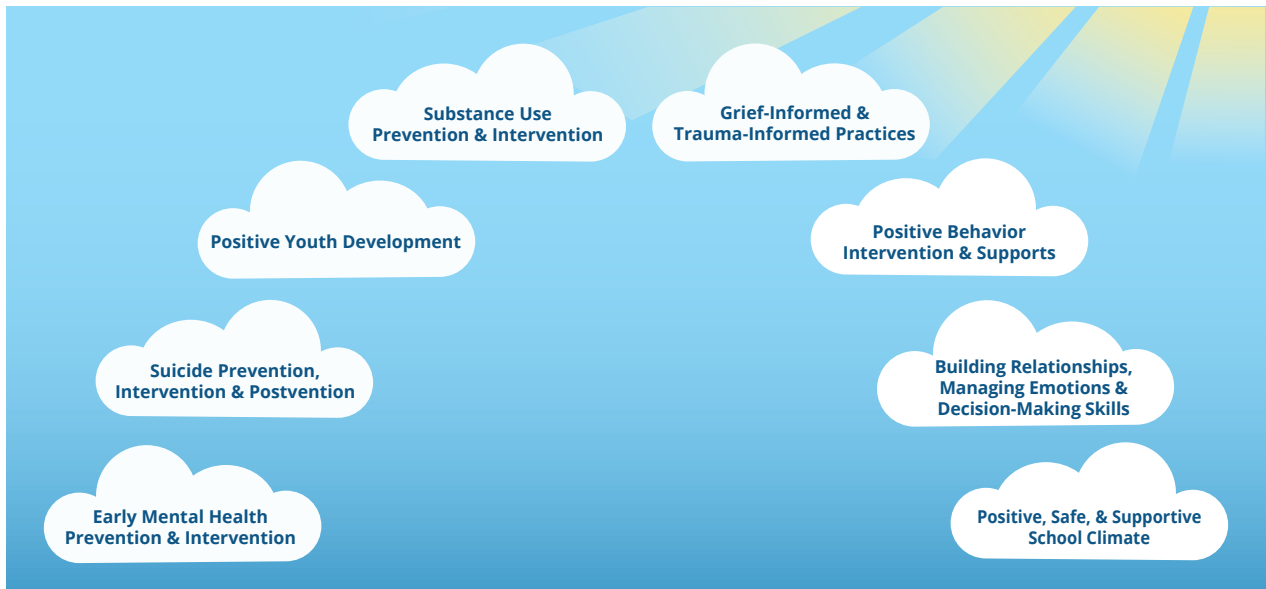 Substance Use
Prevention & Intervention
Grief-Informed &
Trauma-Informed Practices
Positive Youth Development
Positive Behavior
Intervention & Supports
Suicide Prevention,
Intervention & Postvention
Building Relationships,
Managing Emotions &
Decision-Making Skills
Early Mental Health
Prevention & Intervention
Positive, Safe, & Supportive
School Climate